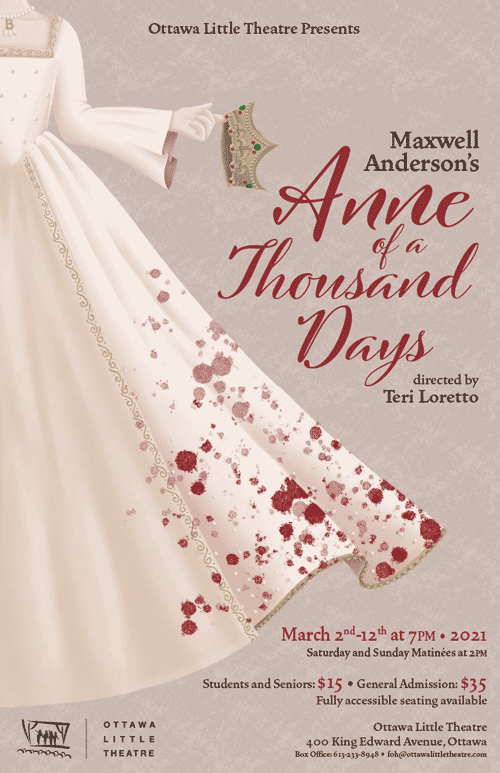 Ottawa Little Theatre Presents
B
Maxwell
Anderson's
Anne
of a
Thousand
Days
directed by
Teri Loretto
March 2nd-12th at 7PM • 2021
Saturday and Sunday Matinées at 2PM
Students and Seniors: $15 • General Admission: $35
Fully accessible seating available
OTTAWA
LITTLE
THEATRE
Ottawa Little Theatre
400 King Edward Avenue, Ottawa
Box Office: 613-233-8948 • foh@ottawalittletheatre.com